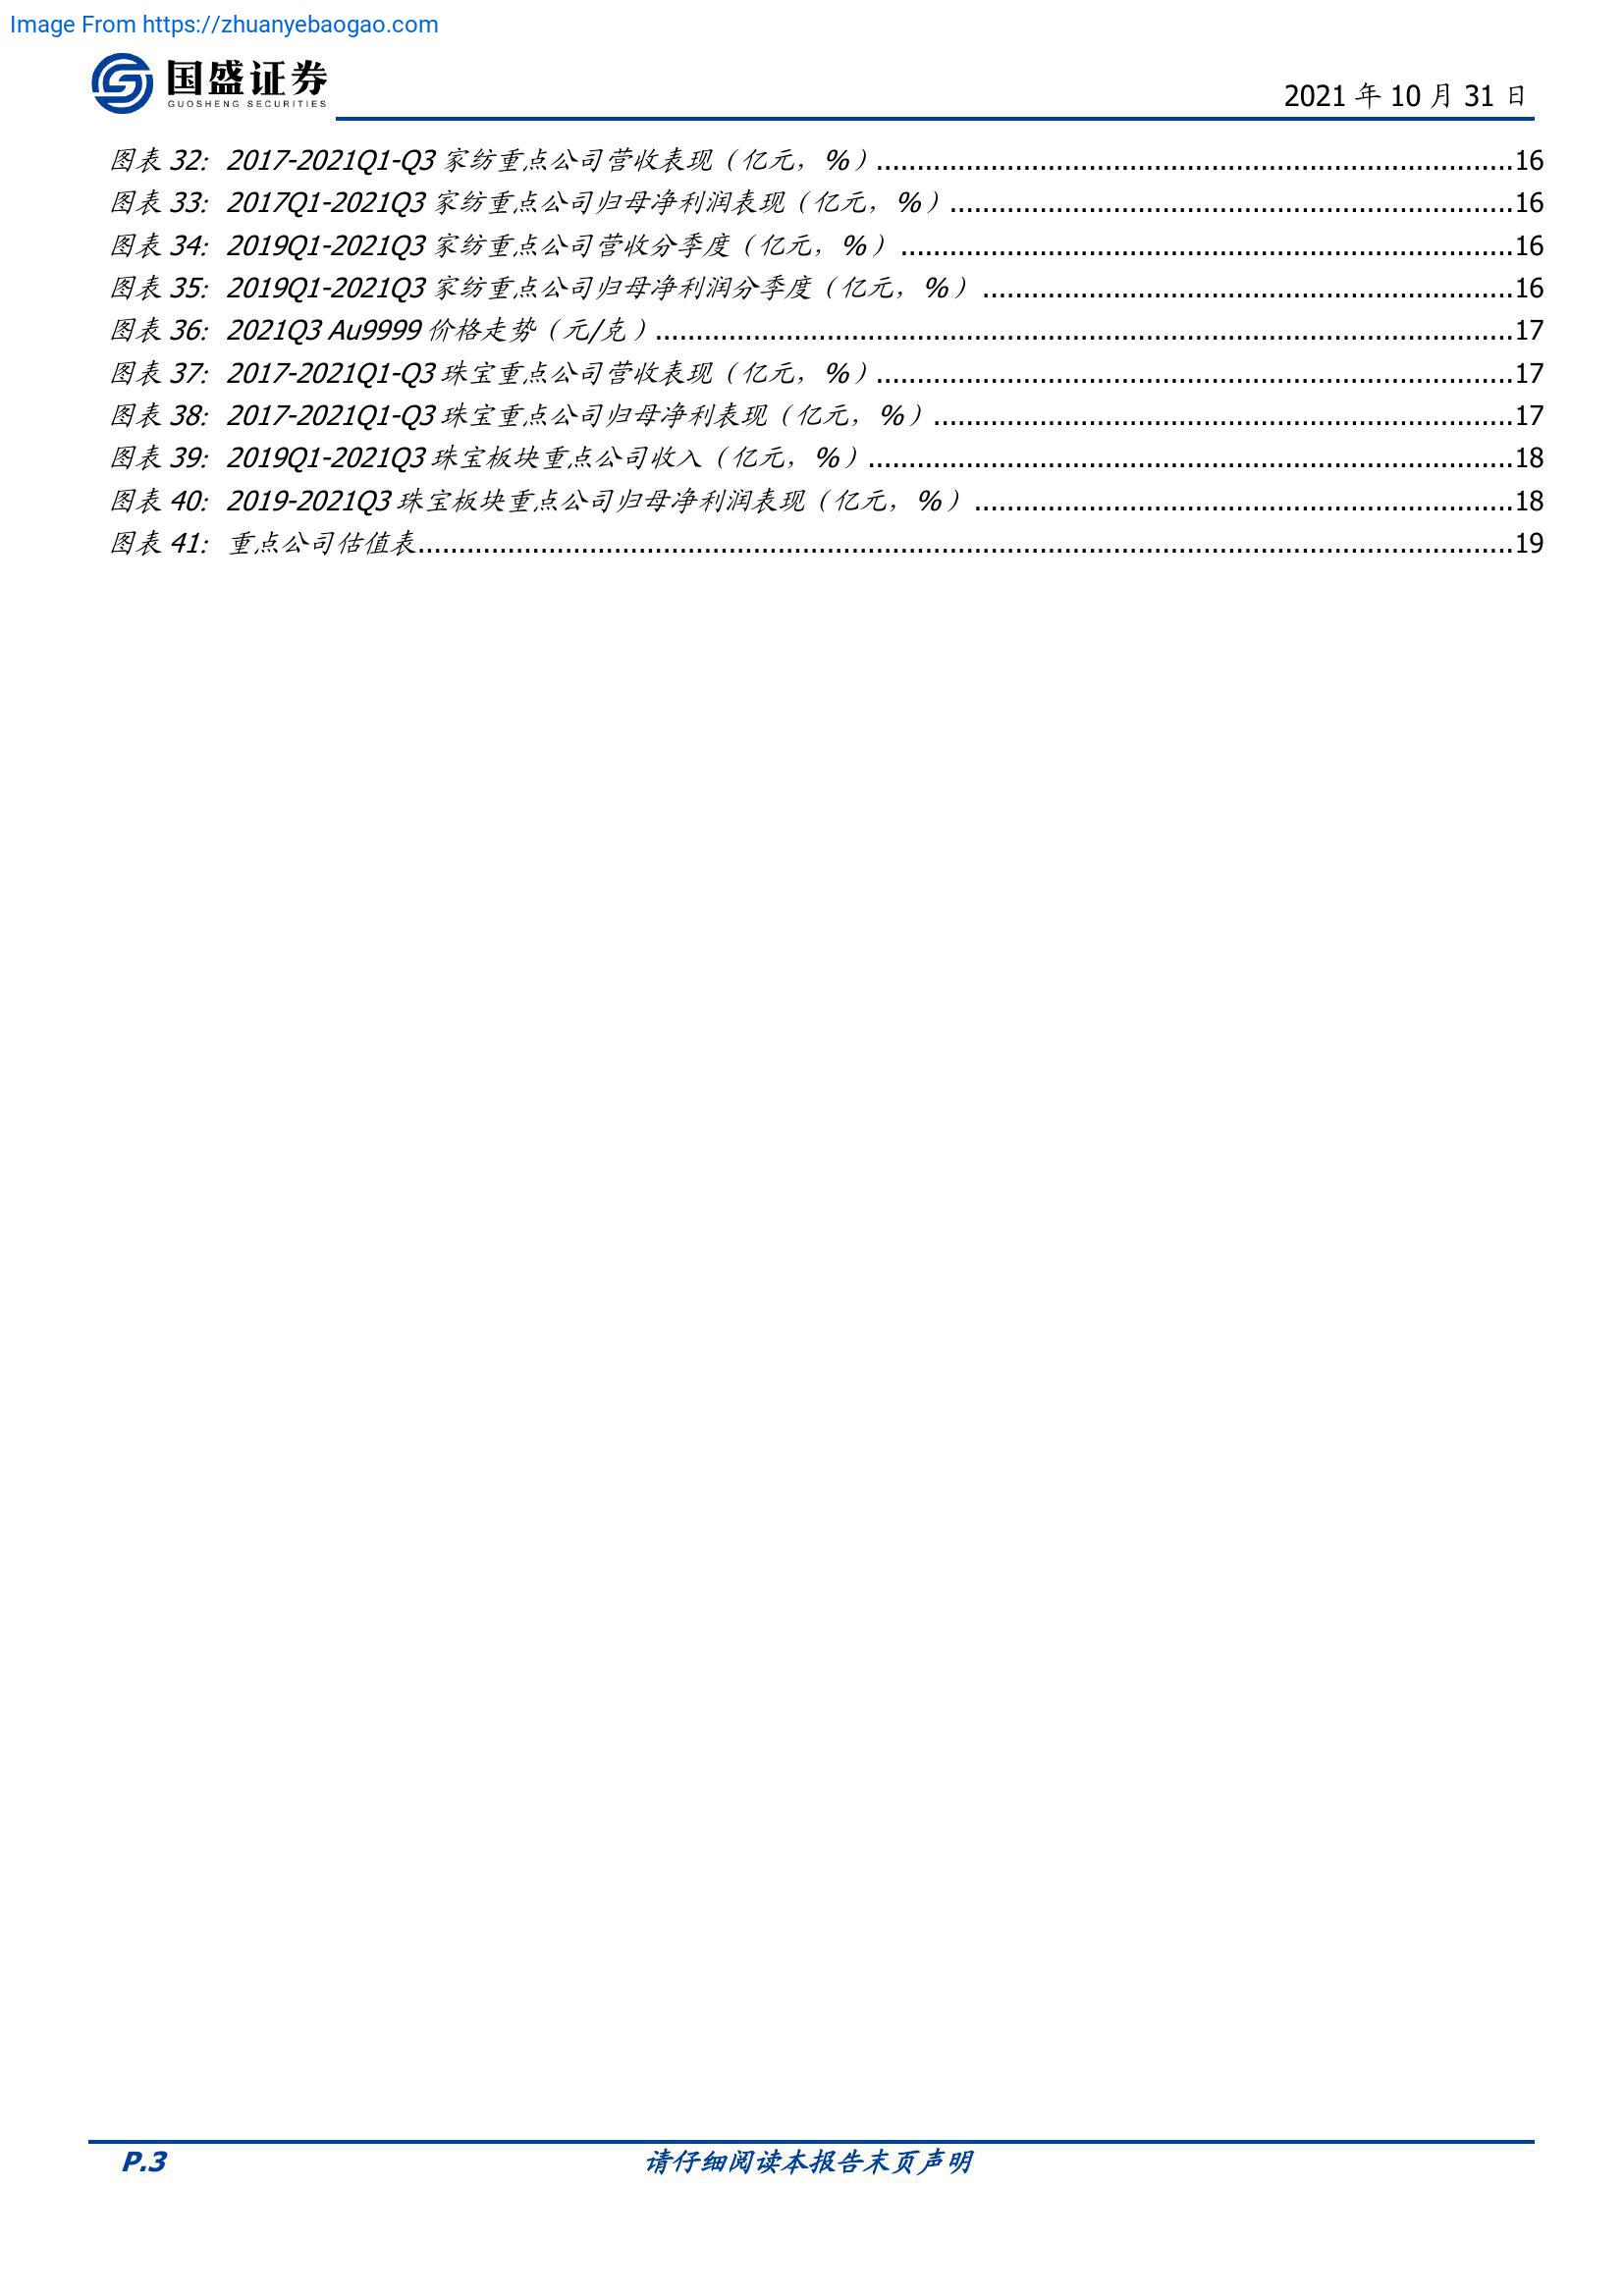 Image From https://zhuanyebaogao.com
国盛证券
GUOSHENG SECURITIES
2021 年 10 月 31 日
图表 32：2017-2021Q1-Q3 家纺重点公司营收表现（亿元，%）...............16
图表 33：2017Q1-2021Q3 家纺重点公司归母净利润表现（亿元，%）...............16
图表 34：2019Q1-2021Q3 家纺重点公司营收分季度（亿元，%）...............16
图表 35：2019Q1-2021Q3 家纺重点公司归母净利润分季度（亿元，%）...............16
图表 36：2021Q3 Au9999 价格走势（元/克）...............17
图表 37：2017-2021Q1-Q3 珠宝重点公司营收表现（亿元，%）...............17
图表 38：2017-2021Q1-Q3 珠宝重点公司归母净利表现（亿元，%）...............17
图表 39：2019Q1-2021Q3 珠宝板块重点公司收入（亿元，%）...............18
图表 40：2019-2021Q3 珠宝板块重点公司归母净利润表现（亿元，%）...............18
图表 41：重点公司估值表...............19
P.3
请仔细阅读本报告末页声明